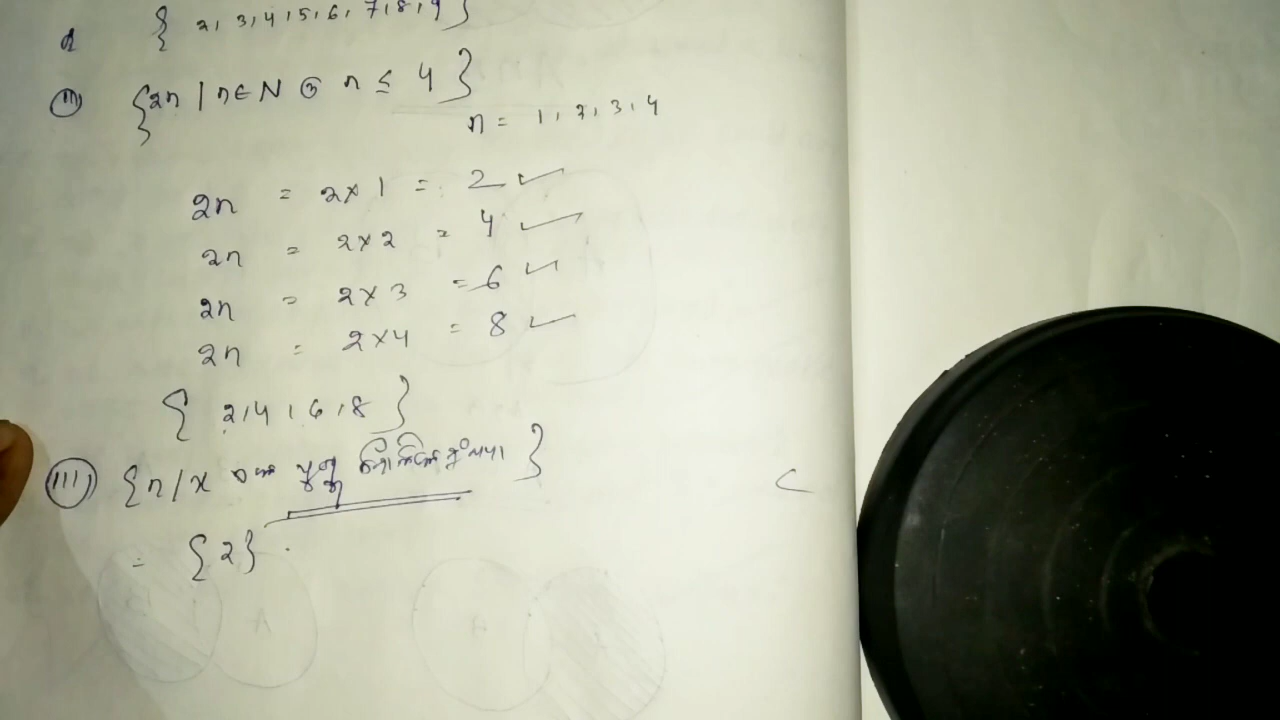 { 2, 3, 4, 5, 6, 7, 8, 9 }
(ii) {2n | n ∈ N ଓ n ≤ 4}
n = 1, 2, 3, 4
2n = 2 × 1 = 2 ✓
2n = 2 × 2 = 4 ✓
2n = 2 × 3 = 6 ✓
2n = 2 × 4 = 8 ✓
{ 2, 4, 6, 8 }
(iii) {n / x ଏକ ଯୁଗ୍ମ ମୌଳିକ ସଂଖ୍ୟା }
= {2}